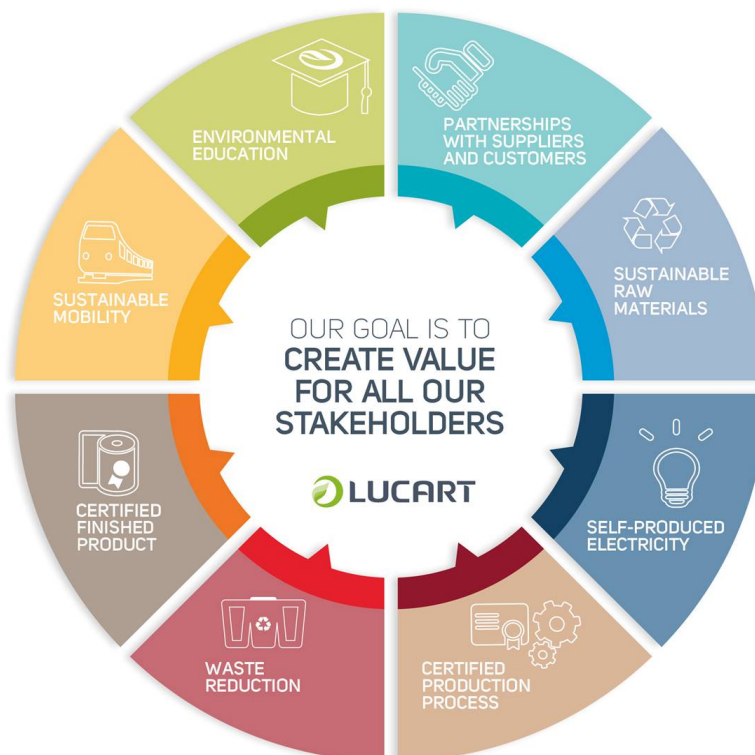 ENVIRONMENTAL
EDUCATION
PARTNERSHIPS
WITH SUPPLIERS
AND CUSTOMERS
SUSTAINABLE
RAW
MATERIALS
SELF-PRODUCED
ELECTRICITY
CERTIFIED
PRODUCTION
PROCESS
WASTE
REDUCTION
CERTIFIED
FINISHED
PRODUCT
SUSTAINABLE
MOBILITY
OUR GOAL IS TO
CREATE VALUE
FOR ALL OUR
STAKEHOLDERS
LUCART